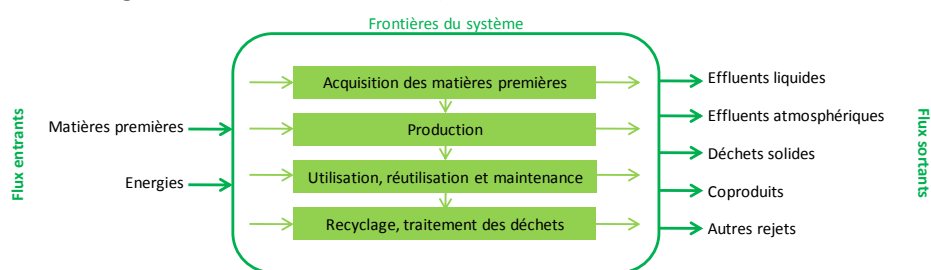 Frontières du système
Flux entrants
Matières premières
Energies
Acquisition des matières premières
Production
Utilisation, réutilisation et maintenance
Recyclage, traitement des déchets
Effluents liquides
Effluents atmosphériques
Déchets solides
Coproduits
Autres rejets
Flux sortants